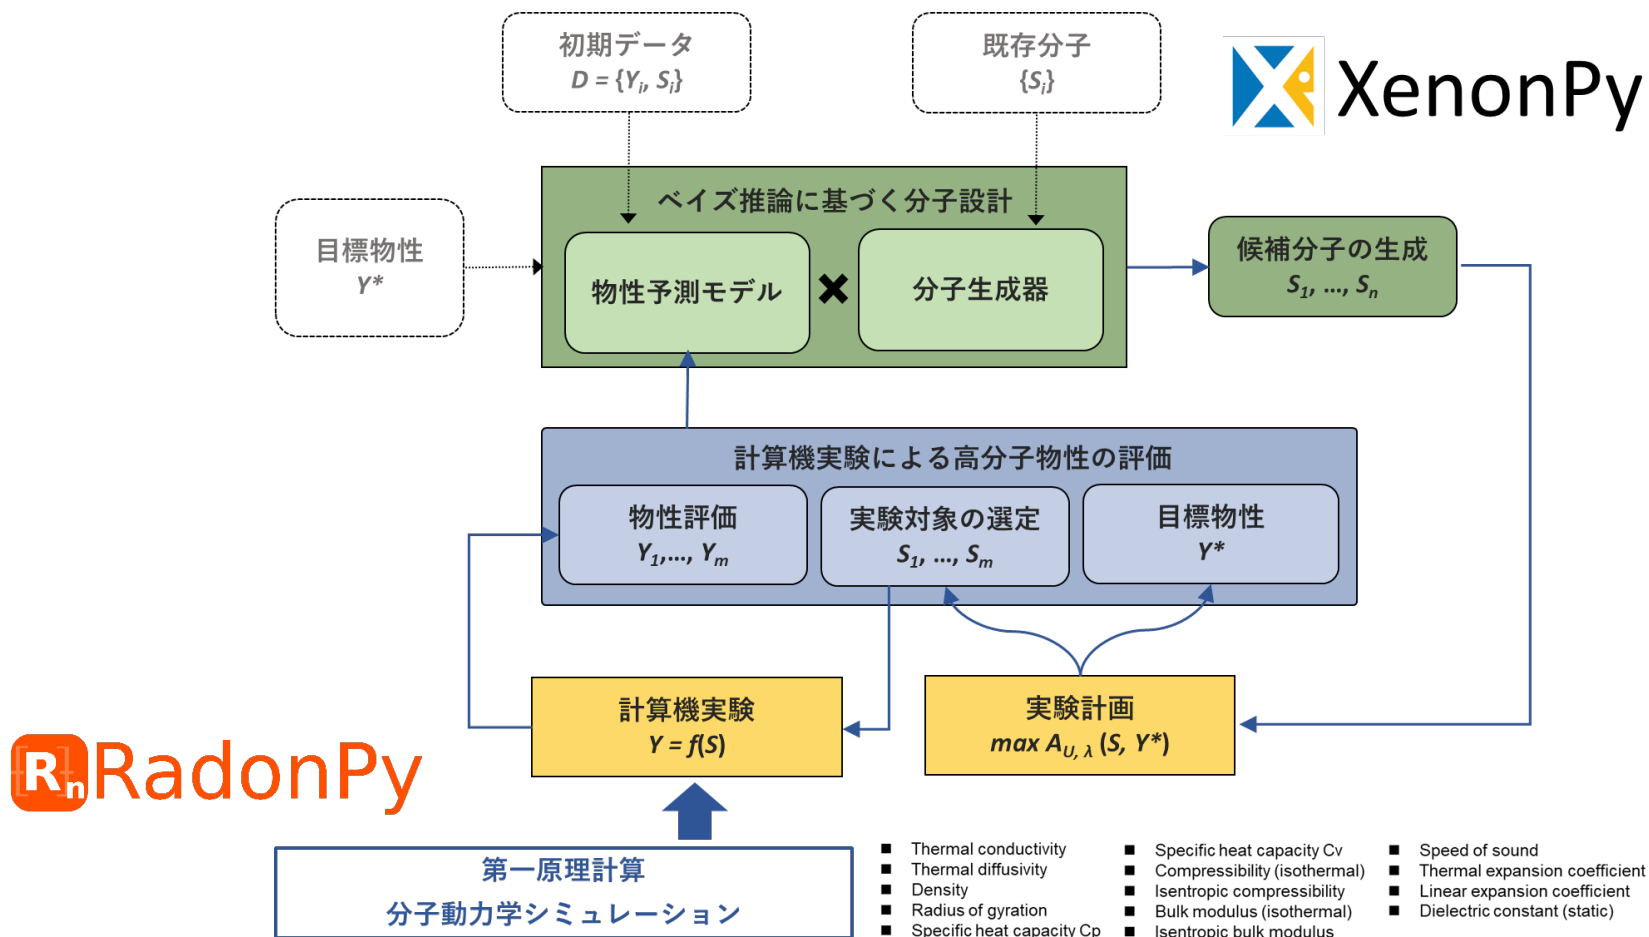 初期データ
D = {Yi, Si}
既存分子
{Si}
XenonPy
ベイズ推論に基づく分子設計
目標物性
Y*
物性予測モデル
×
分子生成器
候補分子の生成
S1, …, Sn
計算機実験による高分子物性の評価
物性評価
Y1,…, Ym
実験対象の選定
S1, …, Sm
目標物性
Y*
計算機実験
Y = f(S)
実験計画
max AU, λ (S, Y*)
Rn
RadonPy
第一原理計算
分子動力学シミュレーション
■ Thermal conductivity
■ Thermal diffusivity
■ Density
■ Radius of gyration
■ Specific heat capacity Cp
■ Specific heat capacity Cv
■ Compressibility (isothermal)
■ Isentropic compressibility
■ Bulk modulus (isothermal)
■ Isentropic bulk modulus
■ Speed of sound
■ Thermal expansion coefficient
■ Linear expansion coefficient
■ Dielectric constant (static)